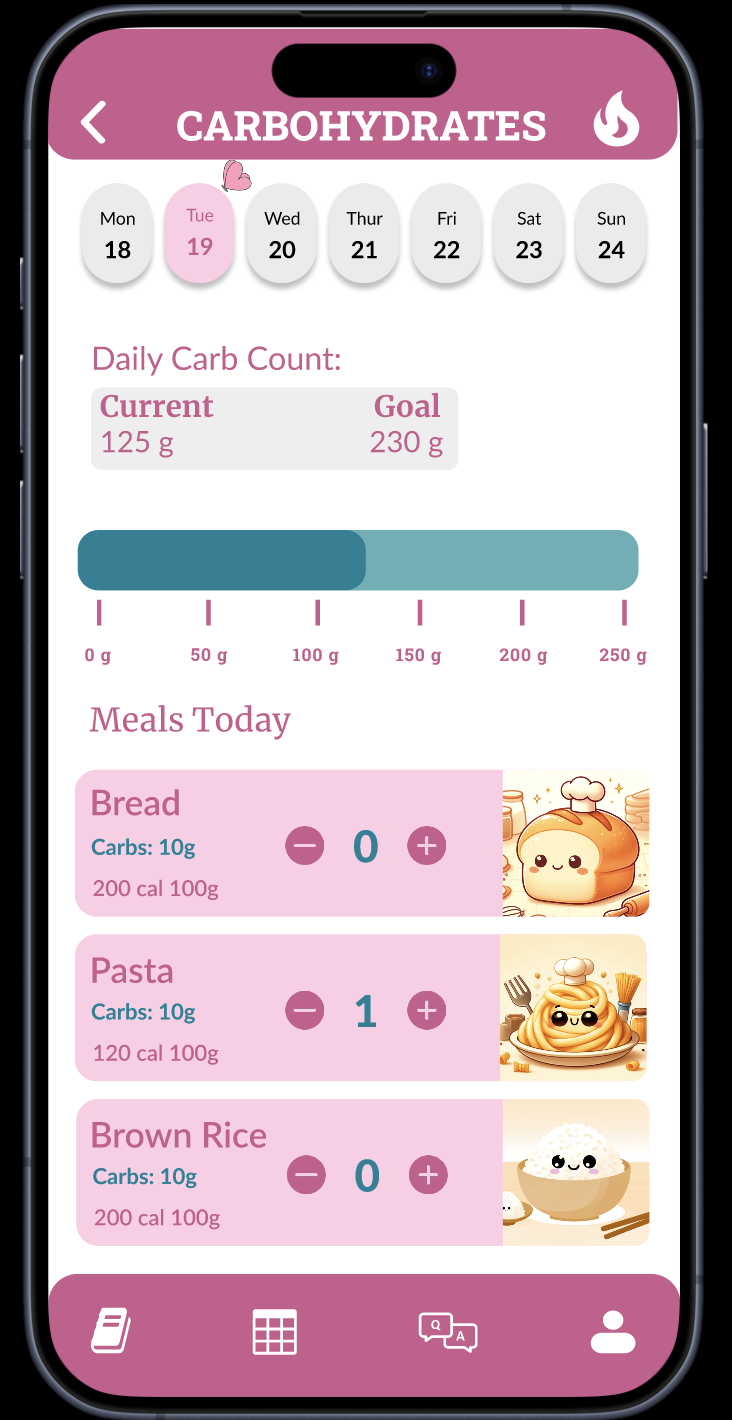 CARBOHYDRATES
Mon Tue Wed Thur Fri Sat Sun
18 19 20 21 22 23 24
Daily Carb Count:
Current Goal
125 g 230 g
0 g 50 g 100 g 150 g 200 g 250 g
Meals Today
Bread
Carbs: 10g
0
200 cal 100g
Pasta
Carbs: 10g
1
120 cal 100g
Brown Rice
Carbs: 10g
0
200 cal 100g
Q A